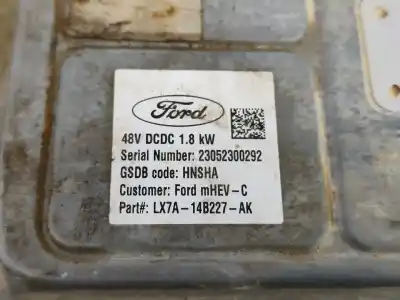 Ford
48V DCDC 1.8 kW
Serial Number: 23052300292
GSDB code: HNSHA
Customer: Ford mHEV-C
Part#: LX7A-14B227-AK